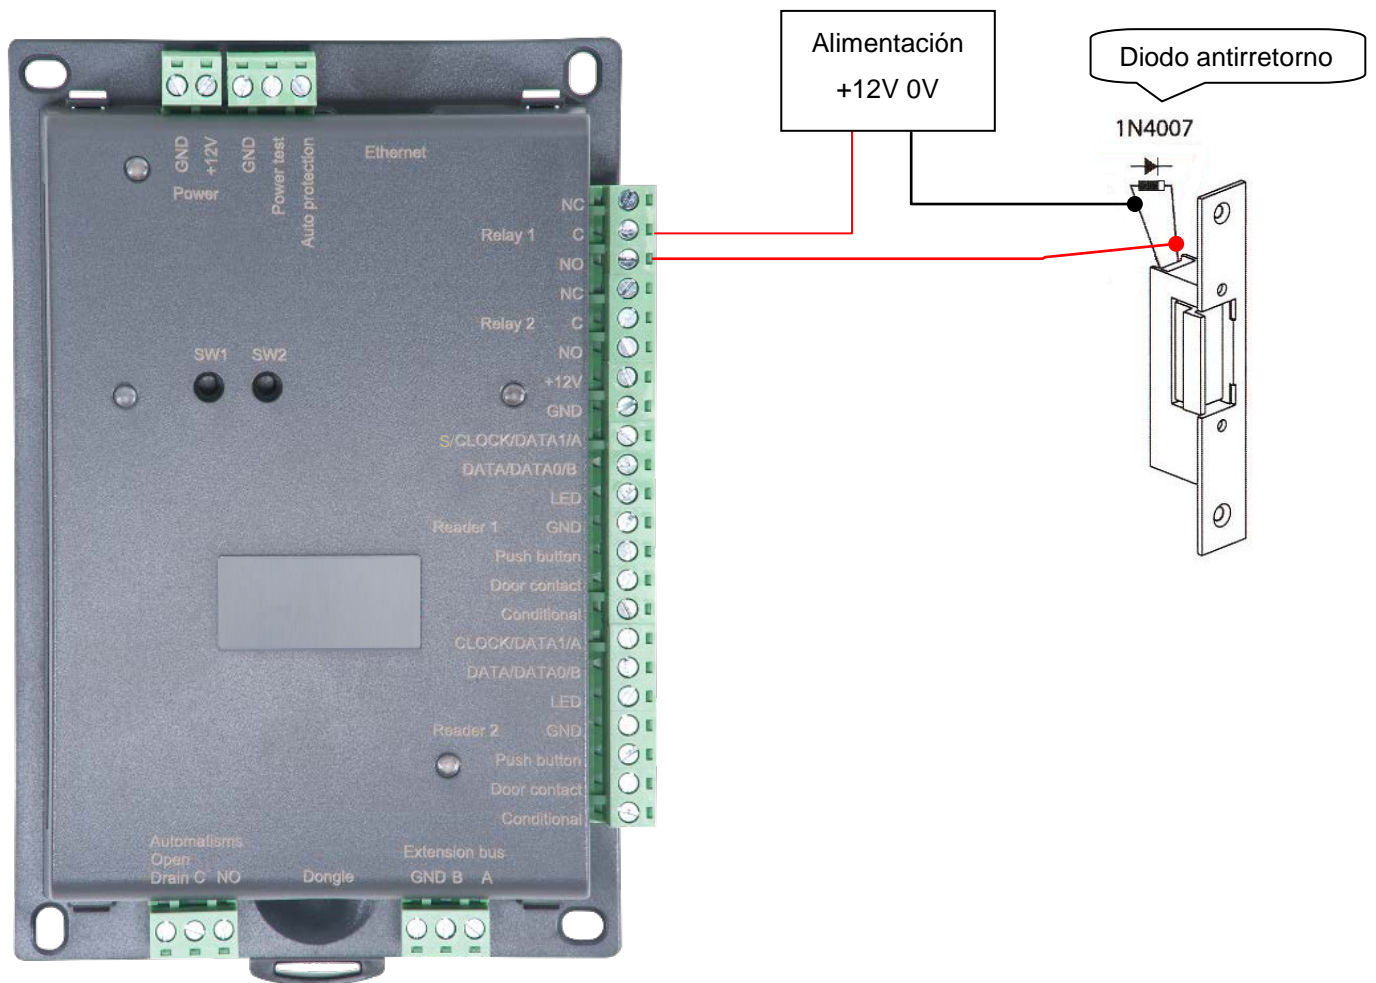 Alimentación
+12V 0V
Diodo antirretorno
1N4007
GND
+12V
Power
GND
Power test
Auto protection
Ethernet
NC
Relay 1 C
NO
NC
Relay 2 C
NO
SW1 SW2
+12V
GND
S/CLOCK/DATA1/A
DATA/DATA0/B
LED
Reader 1 GND
Push button
Door contact
Conditional
CLOCK/DATA1/A
DATA/DATA0/B
LED
Reader 2 GND
Push button
Door contact
Conditional
Automatisms
Open
Drain C NO
Dongle
Extension bus
GND B A